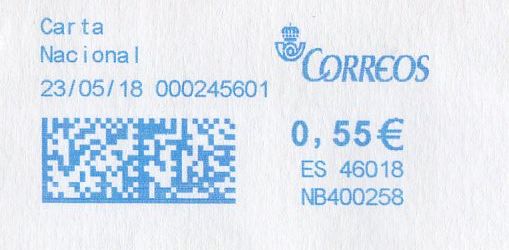 Carta
Nacional
23/05/18 000245601
CORREOS
0,55€
ES 46018
NB400258